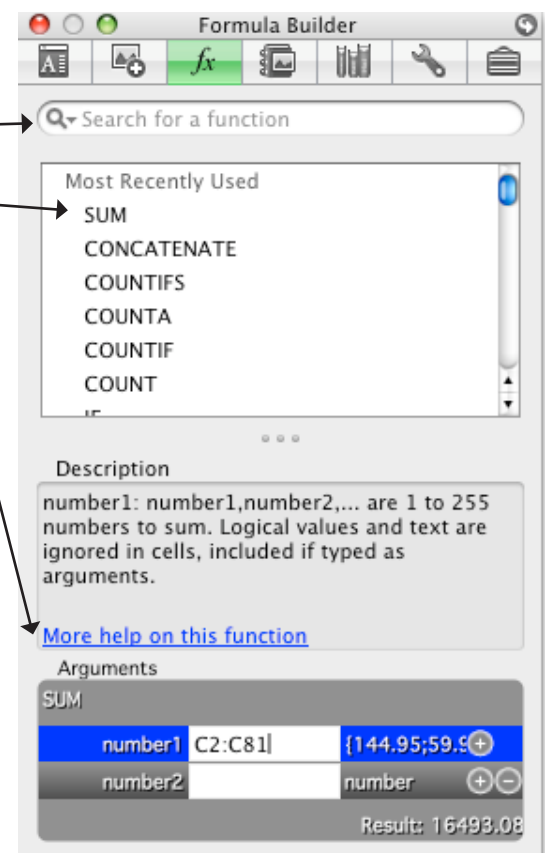 Formula Builder
fx
Search for a function
Most Recently Used
SUM
CONCATENATE
COUNTIFS
COUNTA
COUNTIF
COUNT
Description
number1: number1,number2,... are 1 to 255
numbers to sum. Logical values and text are
ignored in cells, included if typed as
arguments.
More help on this function
Arguments
SUM
number1 C2:C81 {144.95;59.9
number2 number
Result: 16493.08